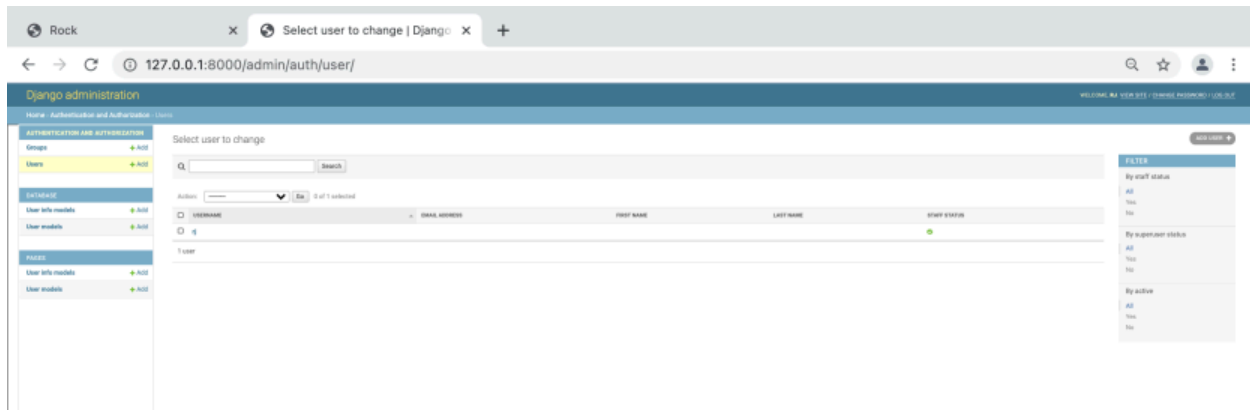 Rock
Select user to change | Django
127.0.0.1:8000/admin/auth/user/
Django administration
WELCOME, RJ. VIEW SITE / CHANGE PASSWORD / LOG OUT
Home › Authentication and Authorization › Users
AUTHENTICATION AND AUTHORIZATION
Groups + Add
Users + Add
DATABASE
User info models + Add
User models + Add
PAGES
User info models + Add
User models + Add
Select user to change
ADD USER +
Search
Action: --------- Go 0 of 1 selected
USERNAME EMAIL ADDRESS FIRST NAME LAST NAME STAFF STATUS
rj
1 user
FILTER
By staff status
All
Yes
No
By superuser status
All
Yes
No
By active
All
Yes
No